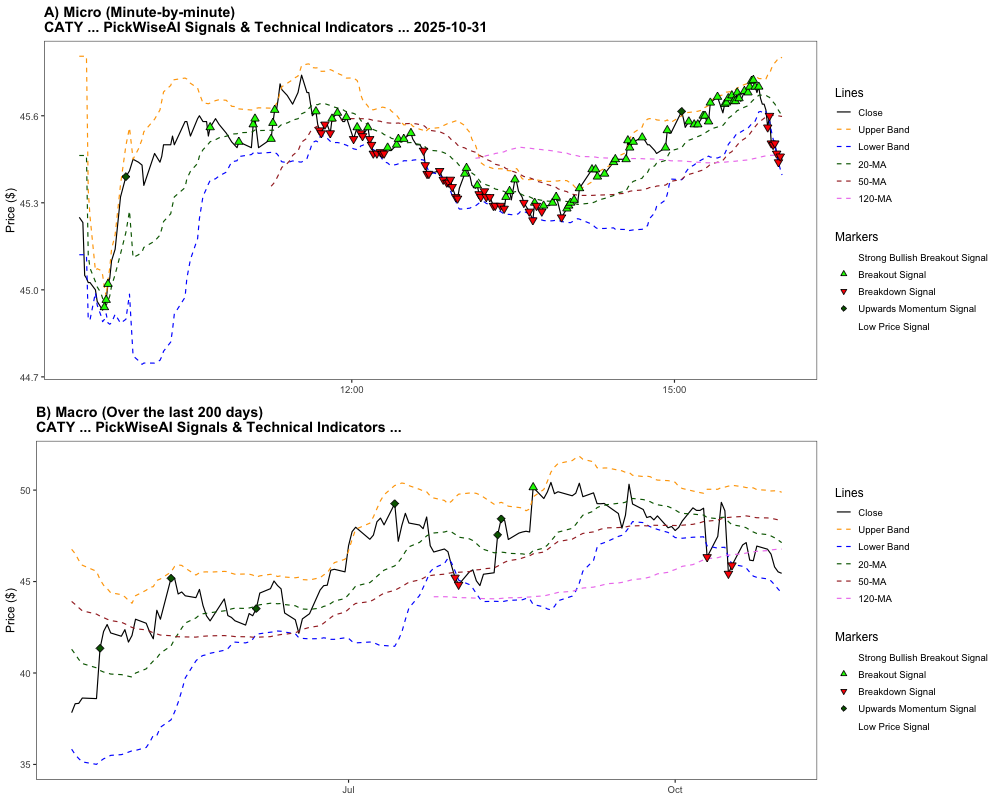 A) Micro (Minute-by-minute)
CATY ... PickWiseAI Signals & Technical Indicators ... 2025-10-31
Price ($)
45.6
45.3
45.0
44.7
12:00
15:00
Lines
Close
Upper Band
Lower Band
20-MA
50-MA
120-MA
Markers
Strong Bullish Breakout Signal
Breakout Signal
Breakdown Signal
Upwards Momentum Signal
Low Price Signal
B) Macro (Over the last 200 days)
CATY ... PickWiseAI Signals & Technical Indicators ...
Price ($)
50
45
40
35
Jul
Oct
Lines
Close
Upper Band
Lower Band
20-MA
50-MA
120-MA
Markers
Strong Bullish Breakout Signal
Breakout Signal
Breakdown Signal
Upwards Momentum Signal
Low Price Signal